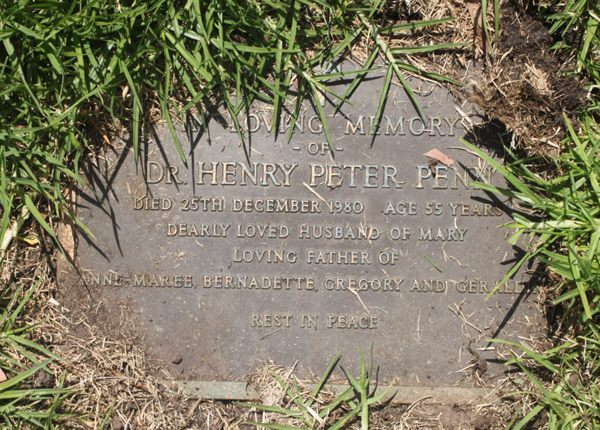 LOVING MEMORY
- OF -
DR. HENRY PETER
DIED 25TH DECEMBER 1980 AGE 55 YEARS
DEARLY LOVED HUSBAND OF MARY
LOVING FATHER OF
ANNE-MAREE, BERNADETTE, GREGORY AND
REST IN PEACE